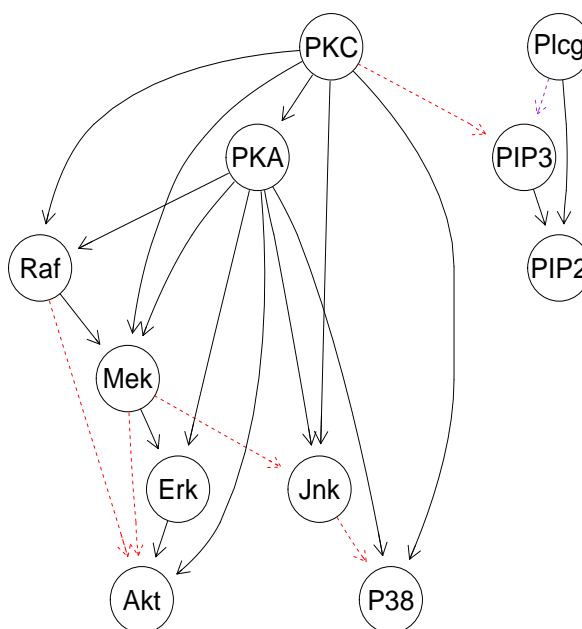 PKC
Plcg
PKA
PIP3
Raf
PIP2
Mek
Erk
Jnk
Akt
P38